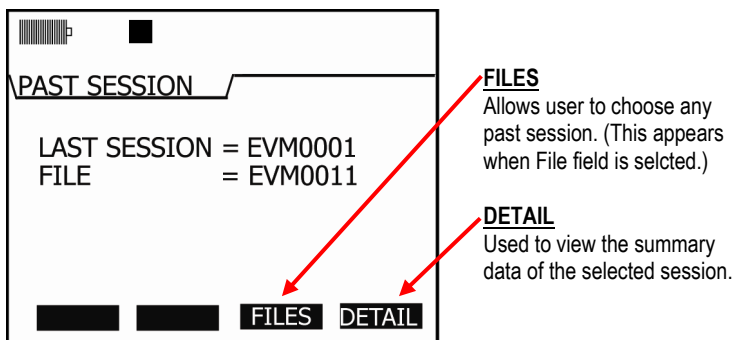 PAST SESSION
LAST SESSION = EVM0001
FILE = EVM0011
FILES DETAIL
FILES
Allows user to choose any
past session. (This appears
when File field is selcted.)
DETAIL
Used to view the summary
data of the selected session.